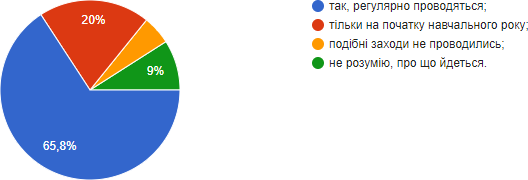 20%
9%
65,8%
так, регулярно проводяться;
тільки на початку навчального року;
подібні заходи не проводились;
не розумію, про що йдеться.